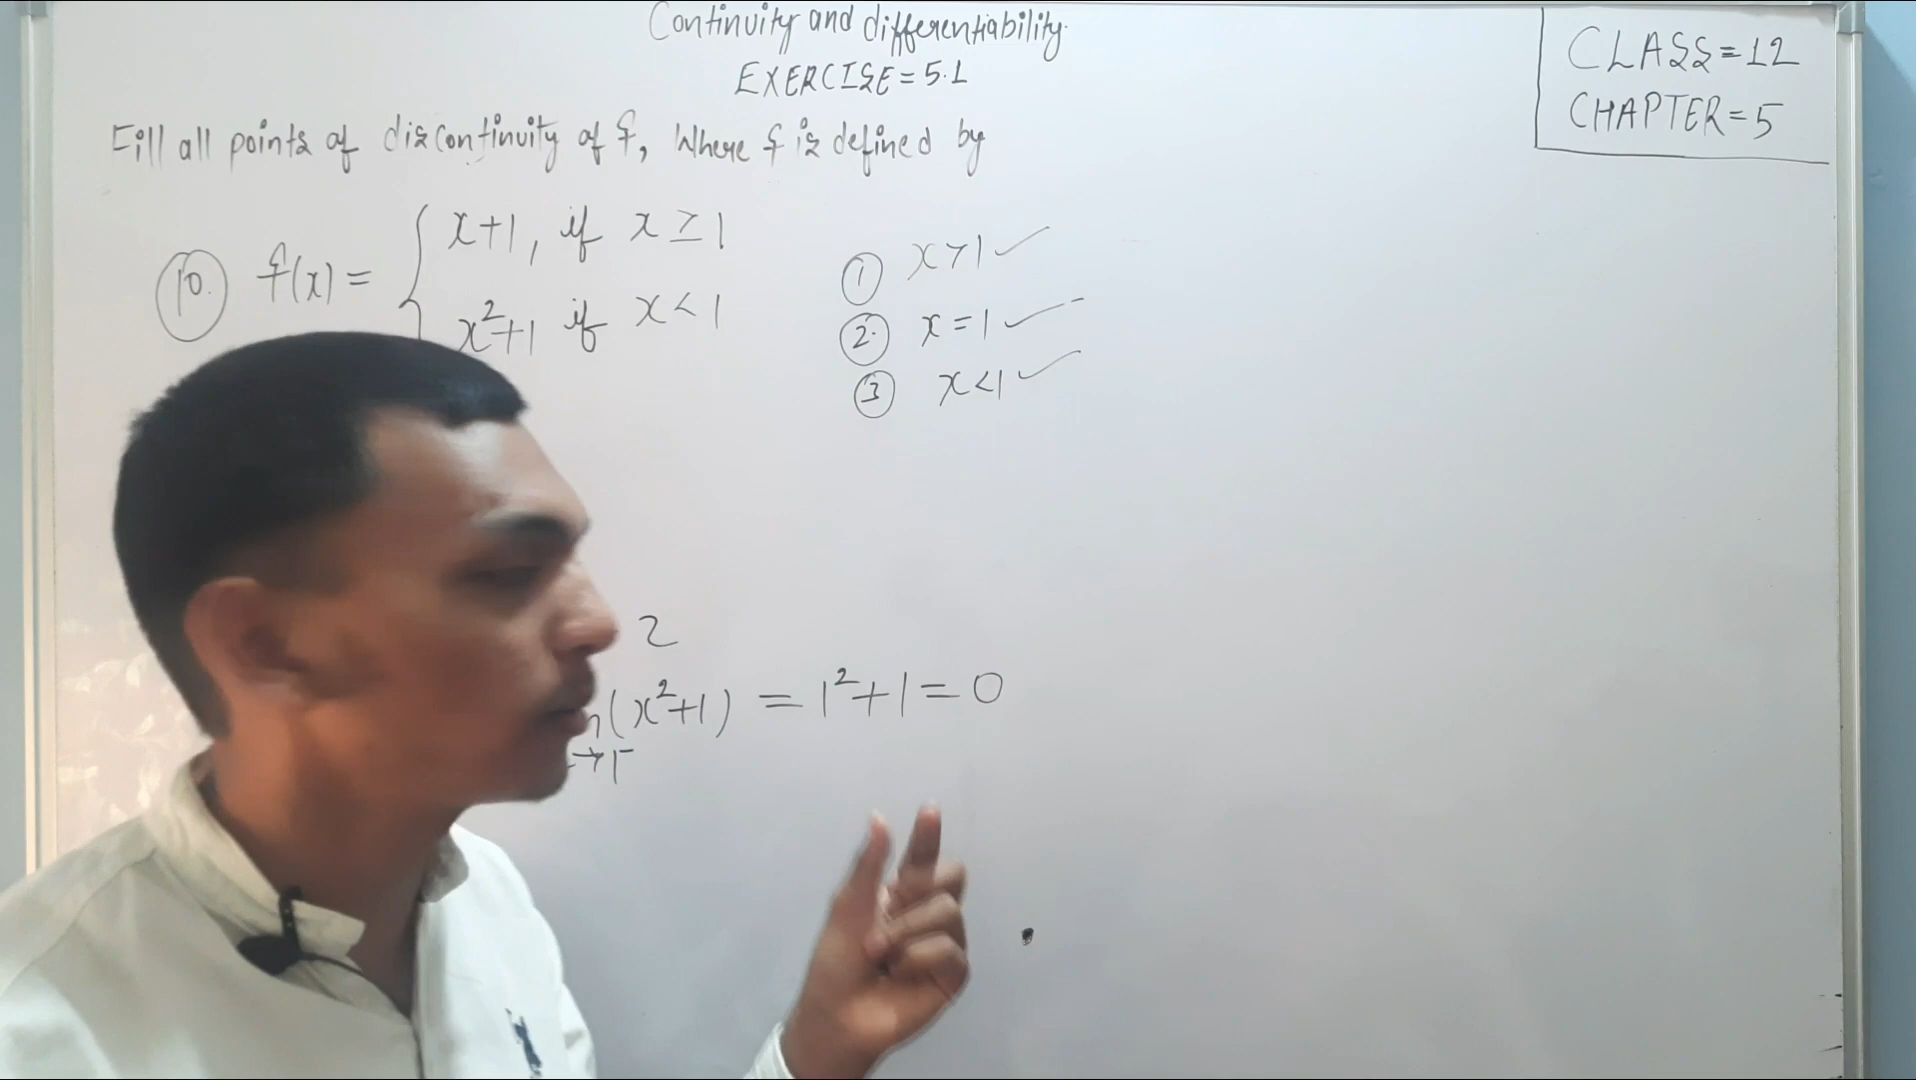 Continuity and differentiability.
EXERCISE = 5.1
CLASS = 12
CHAPTER = 5
Fill all points of discontinuity of f, Where f is defined by
10. f(x) = { x+1, if x ≥ 1
x²+1 if x < 1
① x > 1 ✓
② x = 1 ✓
③ x < 1 ✓
2
(x²+1) = 1²+1 = 0
→1⁻